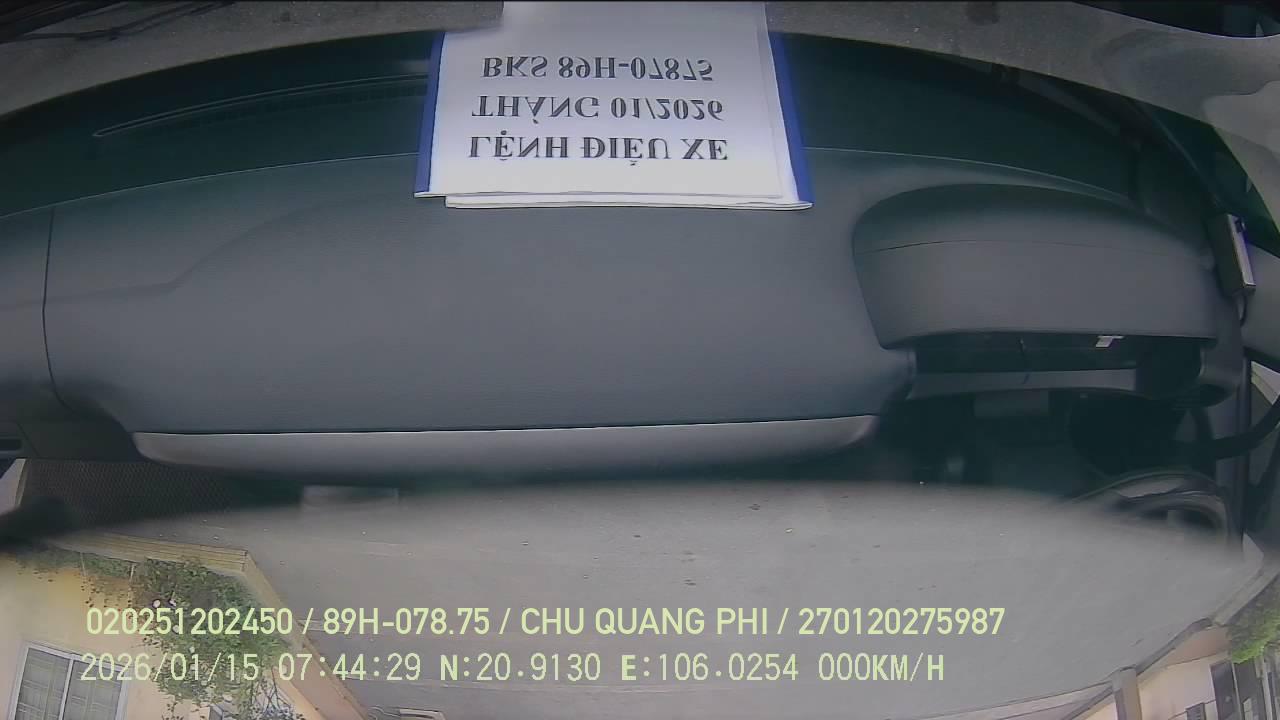 LỆNH ĐIỀU XE
THÁNG 01/2026
BKS 89H-07875
020251202450 / 89H-078.75 / CHU QUANG PHI / 270120275987
2026/01/15 07:44:29 N:20.9130 E:106.0254 000KM/H